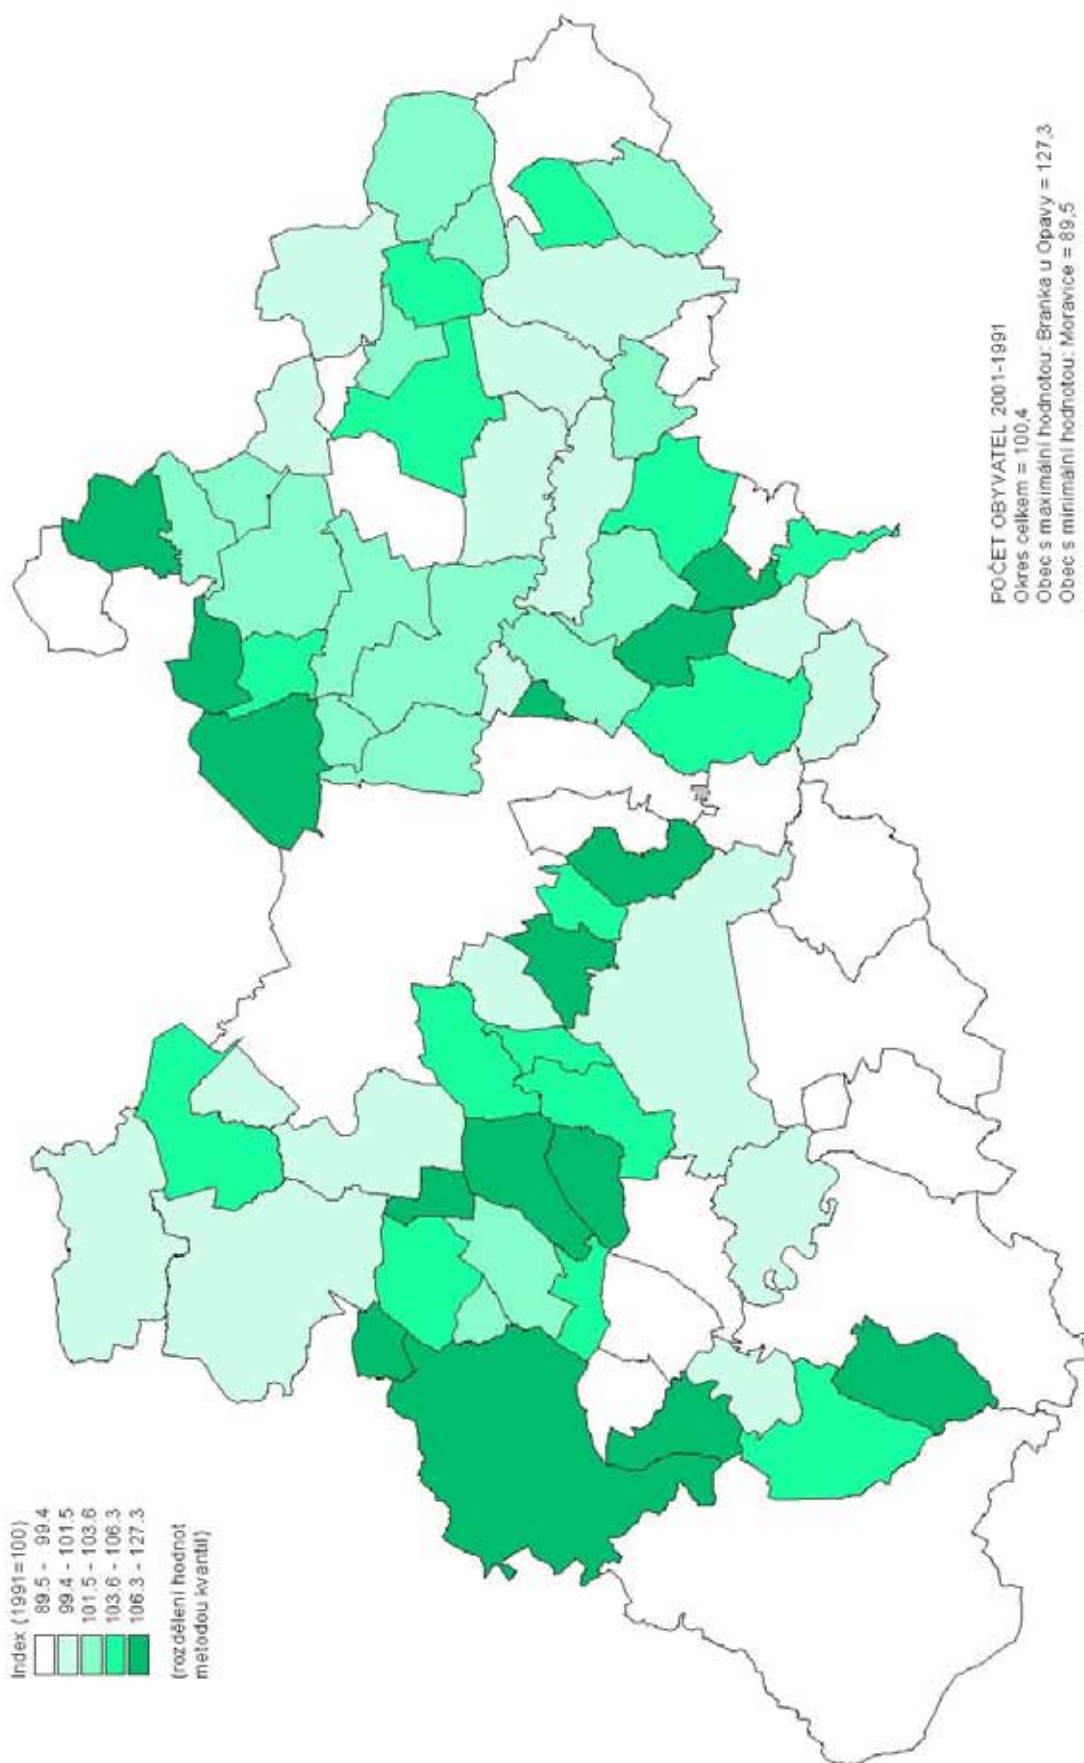 Index (1991=100)
89.5 - 99.4
99.4 - 101.5
101.5 - 103.6
103.6 - 106.3
106.3 - 127.3
(rozdělení hodnot
metodou kvantil)
POČET OBYVATEL 2001-1991
Okres celkem = 100,4
Obec s maximální hodnotou: Branka u Opavy = 127,3
Obec s minimální hodnotou: Moravice = 89,5